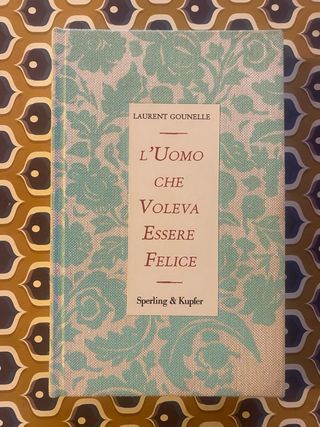 LAURENT GOUNELLE
L'UOMO
CHE
VOLEVA
ESSERE
FELICE
Sperling & Kupfer